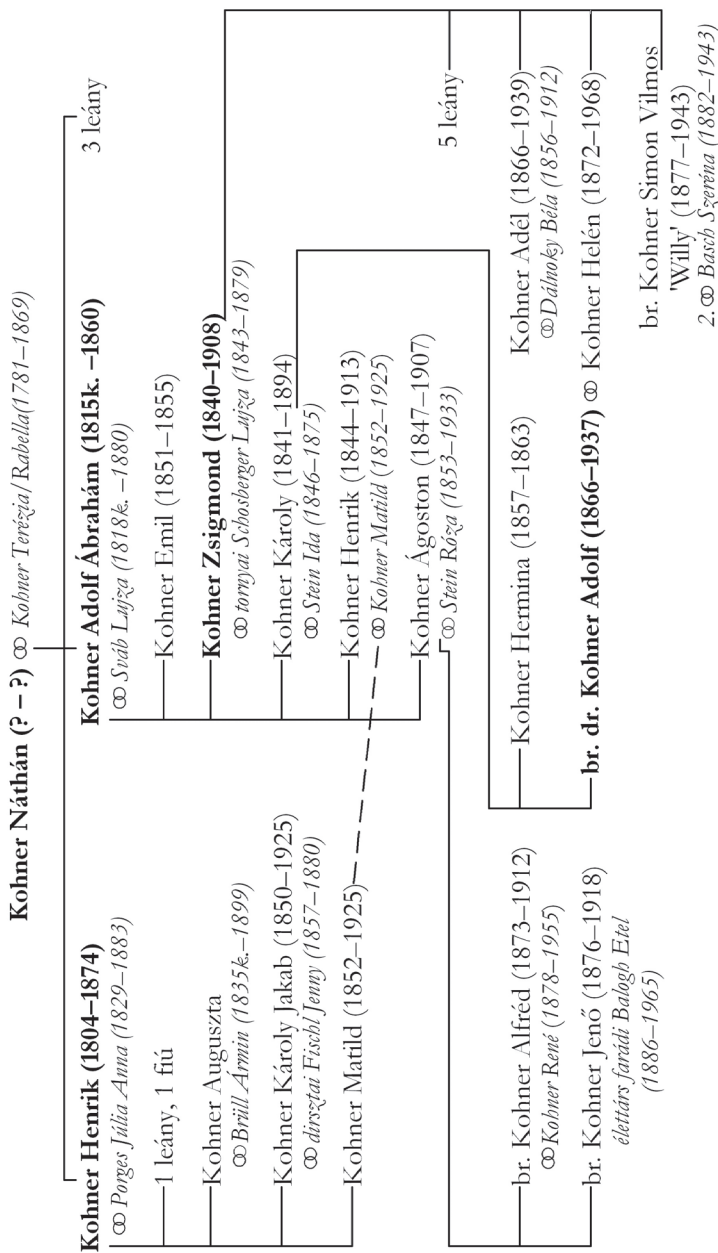 Kohner Náthán (? – ?) ⚭ Kohner Terézia/Rabella(1781–1869)
Kohner Henrik (1804–1874)
⚭ Porges Júlia Anna (1829–1883)
1 leány, 1 fiú
Kohner Auguszta
⚭ Brüll Ármin (1835k.–1899)
Kohner Károly Jakab (1850–1925)
⚭ dirsztai Fischl Jenny (1857–1880)
Kohner Matild (1852–1925)
Kohner Adolf Ábrahám (1815k. –1860)
⚭ Sváb Lujza (1818k. –1880)
Kohner Emil (1851–1855)
Kohner Zsigmond (1840–1908)
⚭ tornyai Schosberger Lujza (1843–1879)
Kohner Károly (1841–1894)
⚭ Stein Ida (1846–1875)
Kohner Henrik (1844–1913)
⚭ Kohner Matild (1852–1925)
Kohner Ágoston (1847–1907)
⚭ Stein Róza (1853–1933)
3 leány
br. Kohner Alfréd (1873–1912)
⚭ Kohner René (1878–1955)
br. Kohner Jenő (1876–1918)
élettárs farádi Balogh Etel
(1886–1965)
Kohner Hermina (1857–1863)
br. dr. Kohner Adolf (1866–1937) ⚭ Kohner Helén (1872–1968)
5 leány
Kohner Adél (1866–1939)
⚭ Dálnoky Béla (1856–1912)
br. Kohner Simon Vilmos
'Willy' (1877–1943)
2. ⚭ Basch Szeréna (1882–1943)